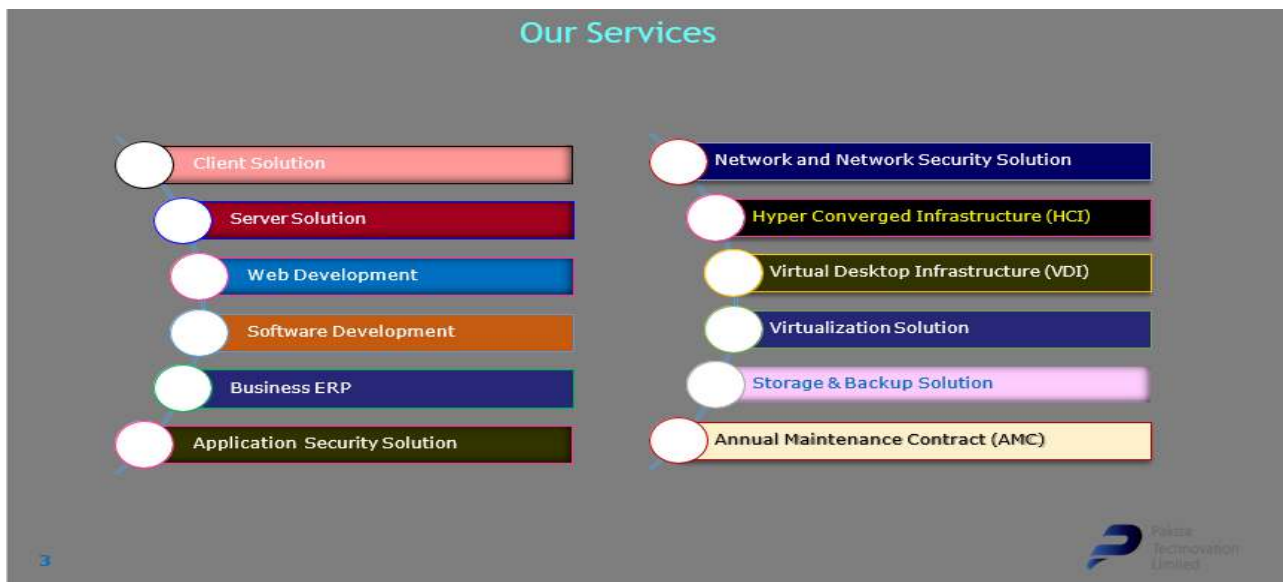 Our Services
Client Solution
Server Solution
Web Development
Software Development
Business ERP
Application Security Solution
Network and Network Security Solution
Hyper Converged Infrastructure (HCI)
Virtual Desktop Infrastructure (VDI)
Virtualization Solution
Storage & Backup Solution
Annual Maintenance Contract (AMC)
3
Technovation
Limited